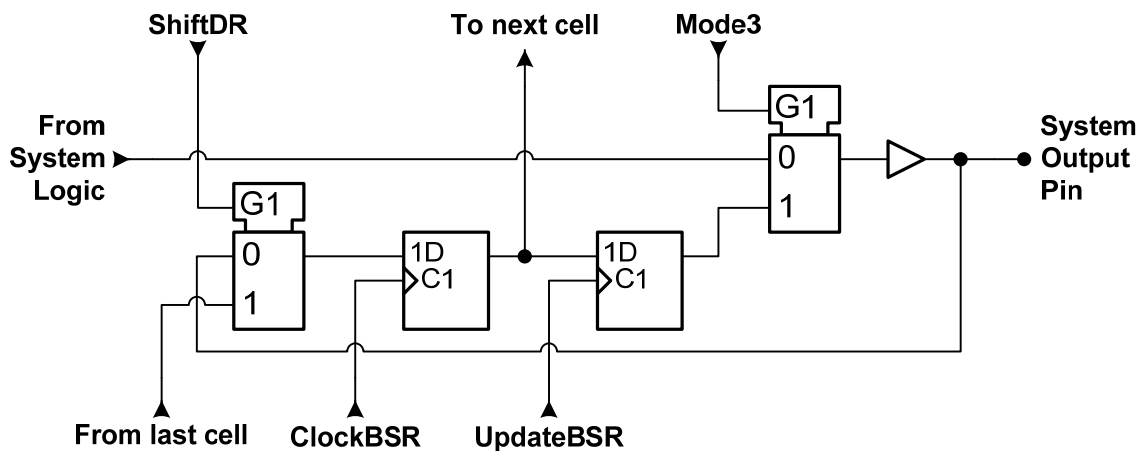 ShiftDR
To next cell
Mode3
From
System
Logic
G1
0
1
System
Output
Pin
G1
0
1
1D
C1
1D
C1
From last cell
ClockBSR
UpdateBSR